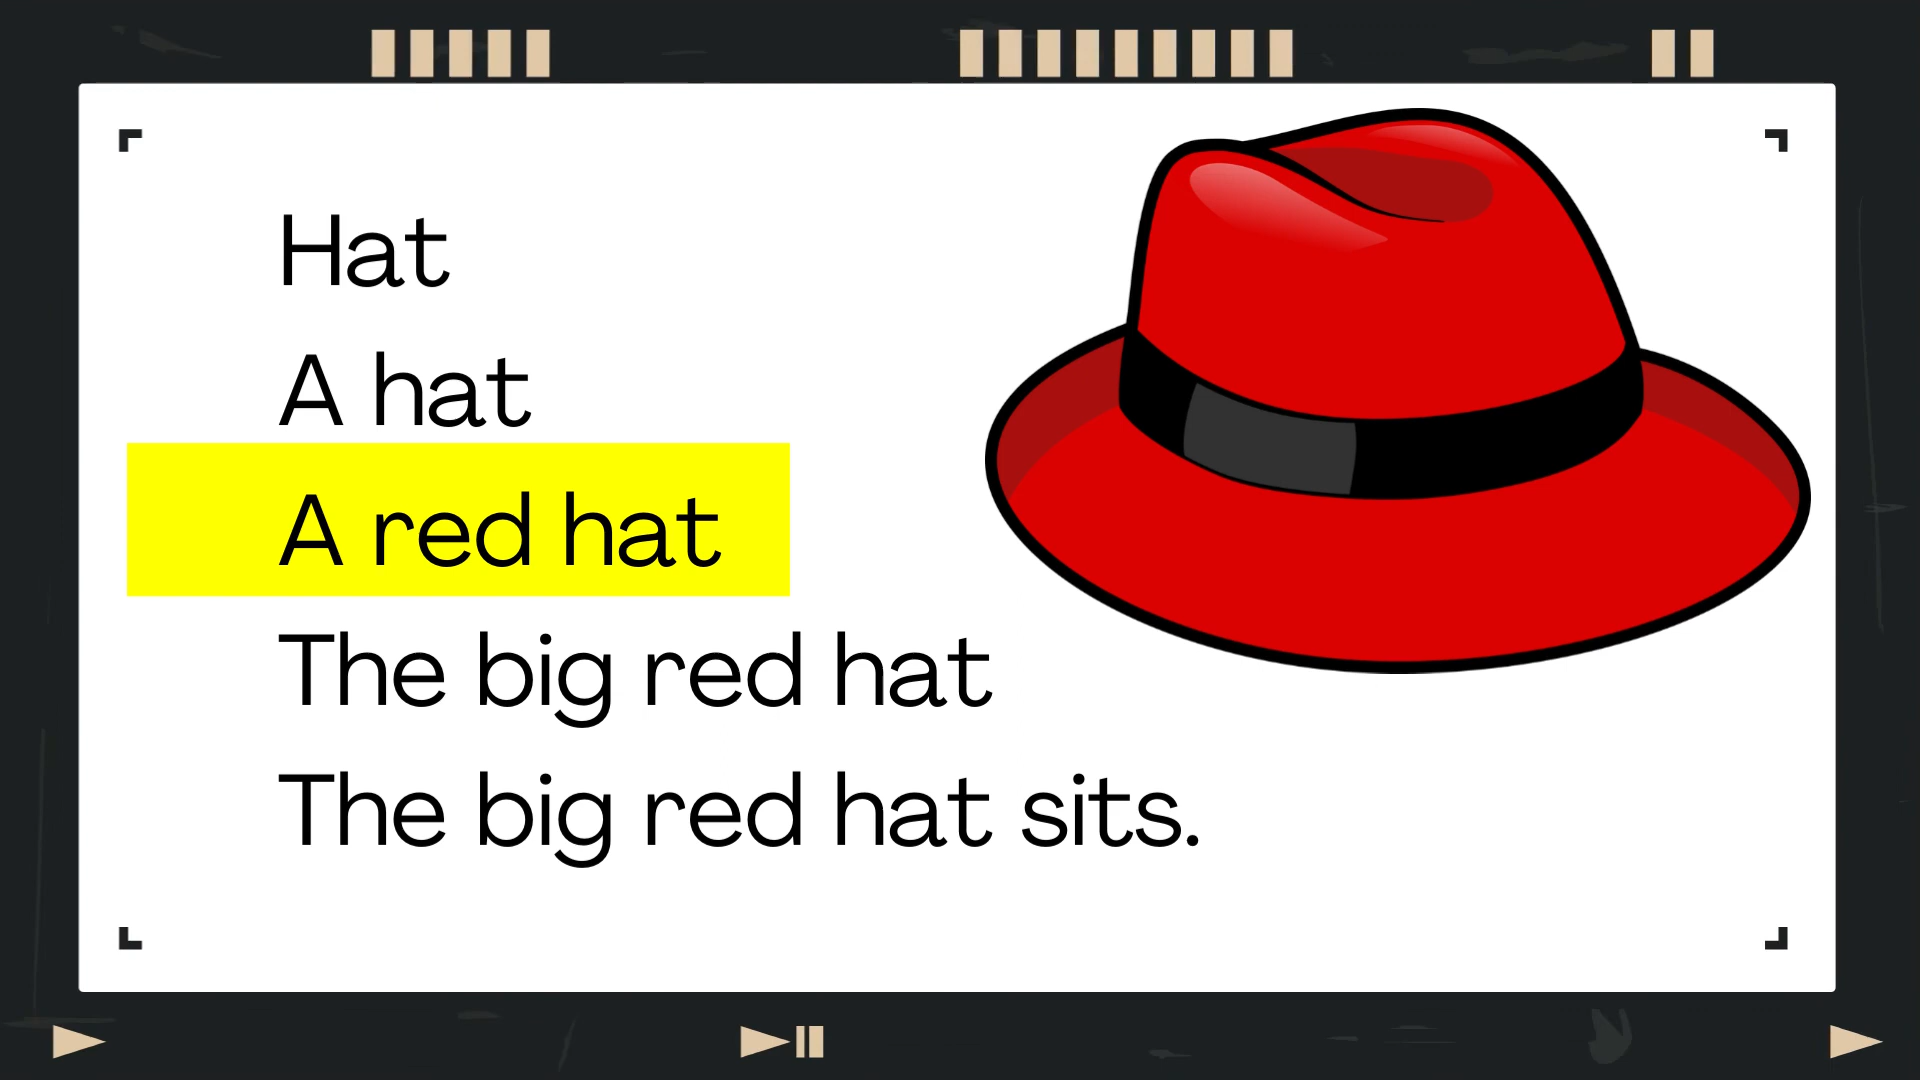 Hat
A hat
A red hat
The big red hat
The big red hat sits.